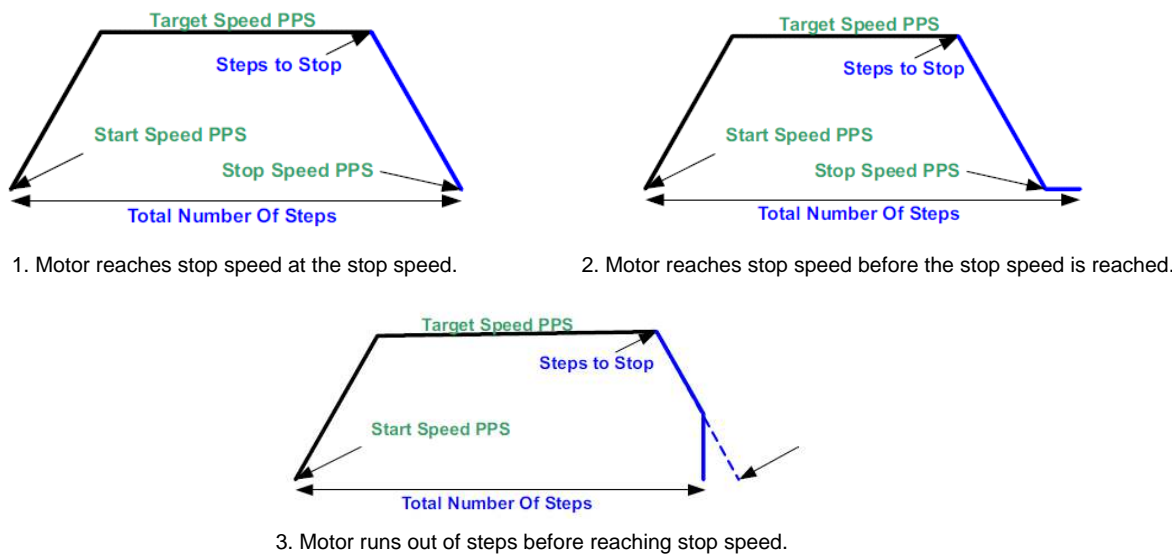 Target Speed PPS
Steps to Stop
Start Speed PPS
Stop Speed PPS
Total Number Of Steps
1. Motor reaches stop speed at the stop speed.
Target Speed PPS
Steps to Stop
Start Speed PPS
Stop Speed PPS
Total Number Of Steps
2. Motor reaches stop speed before the stop speed is reached.
Target Speed PPS
Steps to Stop
Start Speed PPS
Total Number Of Steps
3. Motor runs out of steps before reaching stop speed.